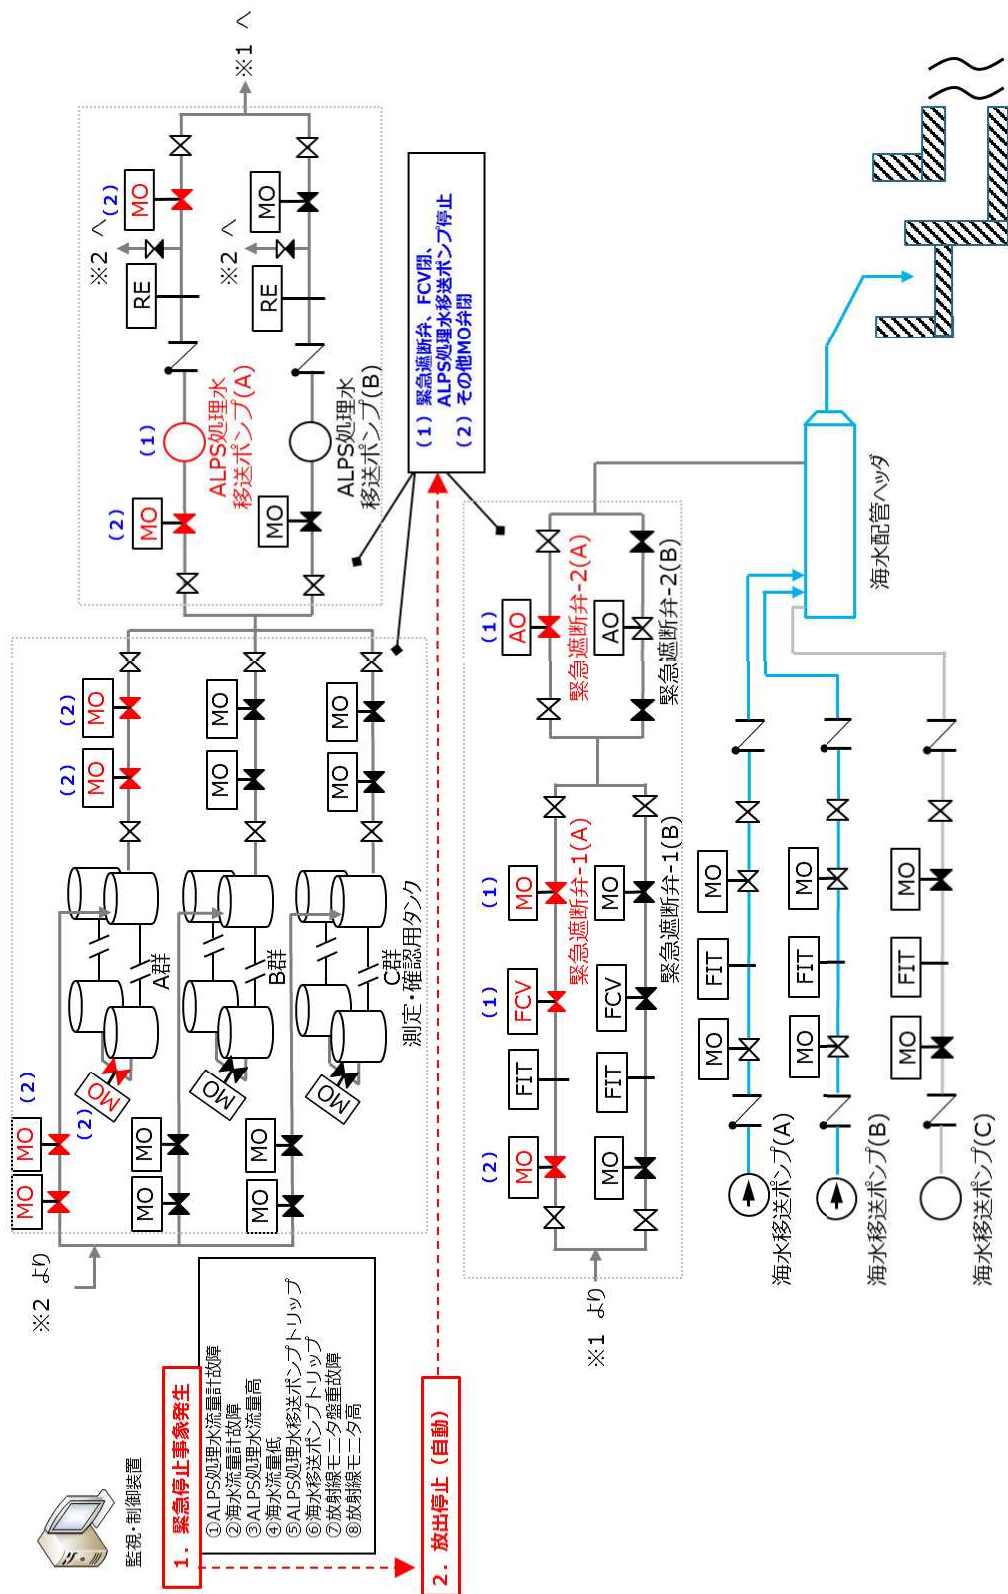 監視・制御装置
1．緊急停止事象発生
①ALPS処理水流量計故障
②海水流量計故障
③ALPS処理水流量高
④海水流量低
⑤ALPS処理水移送ポンプトリップ
⑥海水移送ポンプトリップ
⑦放射線モニタ盤重故障
⑧放射線モニタ高
2．放出停止（自動）
※2 より
MO
MO
(2)
MO
(2)
A群
(2)
MO
(2)
MO
MO
MO
MO
B群
MO
MO
MO
MO
MO
C群
MO
MO
測定・確認用タンク
(2)
MO
(1)
ALPS処理水
移送ポンプ(A)
RE
※2 へ
(2)
MO
MO
ALPS処理水
移送ポンプ(B)
RE
※2 へ
MO
※1 へ
(1) 緊急遮断弁、FCV閉、
ALPS処理水移送ポンプ停止
(2) その他MO弁閉
※1 より
(2)
MO
FIT
(1)
FCV
(1)
MO
緊急遮断弁-1(A)
(1)
AO
緊急遮断弁-2(A)
MO
FIT
FCV
MO
緊急遮断弁-1(B)
AO
緊急遮断弁-2(B)
海水移送ポンプ(A)
MO
FIT
MO
海水移送ポンプ(B)
MO
FIT
MO
海水移送ポンプ(C)
MO
FIT
MO
海水配管ヘッダ